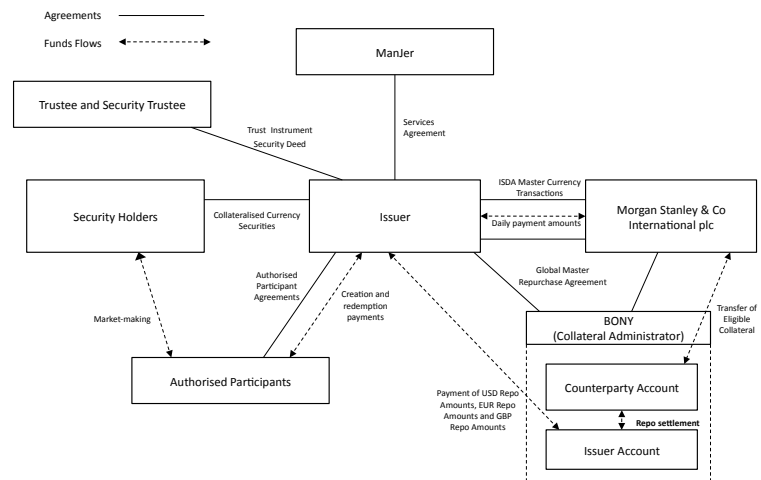 Agreements
Funds Flows
ManJer
Trustee and Security Trustee
Trust Instrument
Security Deed
Services
Agreement
Security Holders
Collateralised Currency
Securities
Issuer
ISDA Master Currency
Transactions
Daily payment amounts
Morgan Stanley & Co
International plc
Authorised
Participant
Agreements
Creation and
redemption
payments
Global Master
Repurchase Agreement
Market-making
BONY
(Collateral Administrator)
Transfer of
Eligible
Collateral
Authorised Participants
Payment of USD Repo
Amounts, EUR Repo
Amounts and GBP
Repo Amounts
Counterparty Account
Repo settlement
Issuer Account